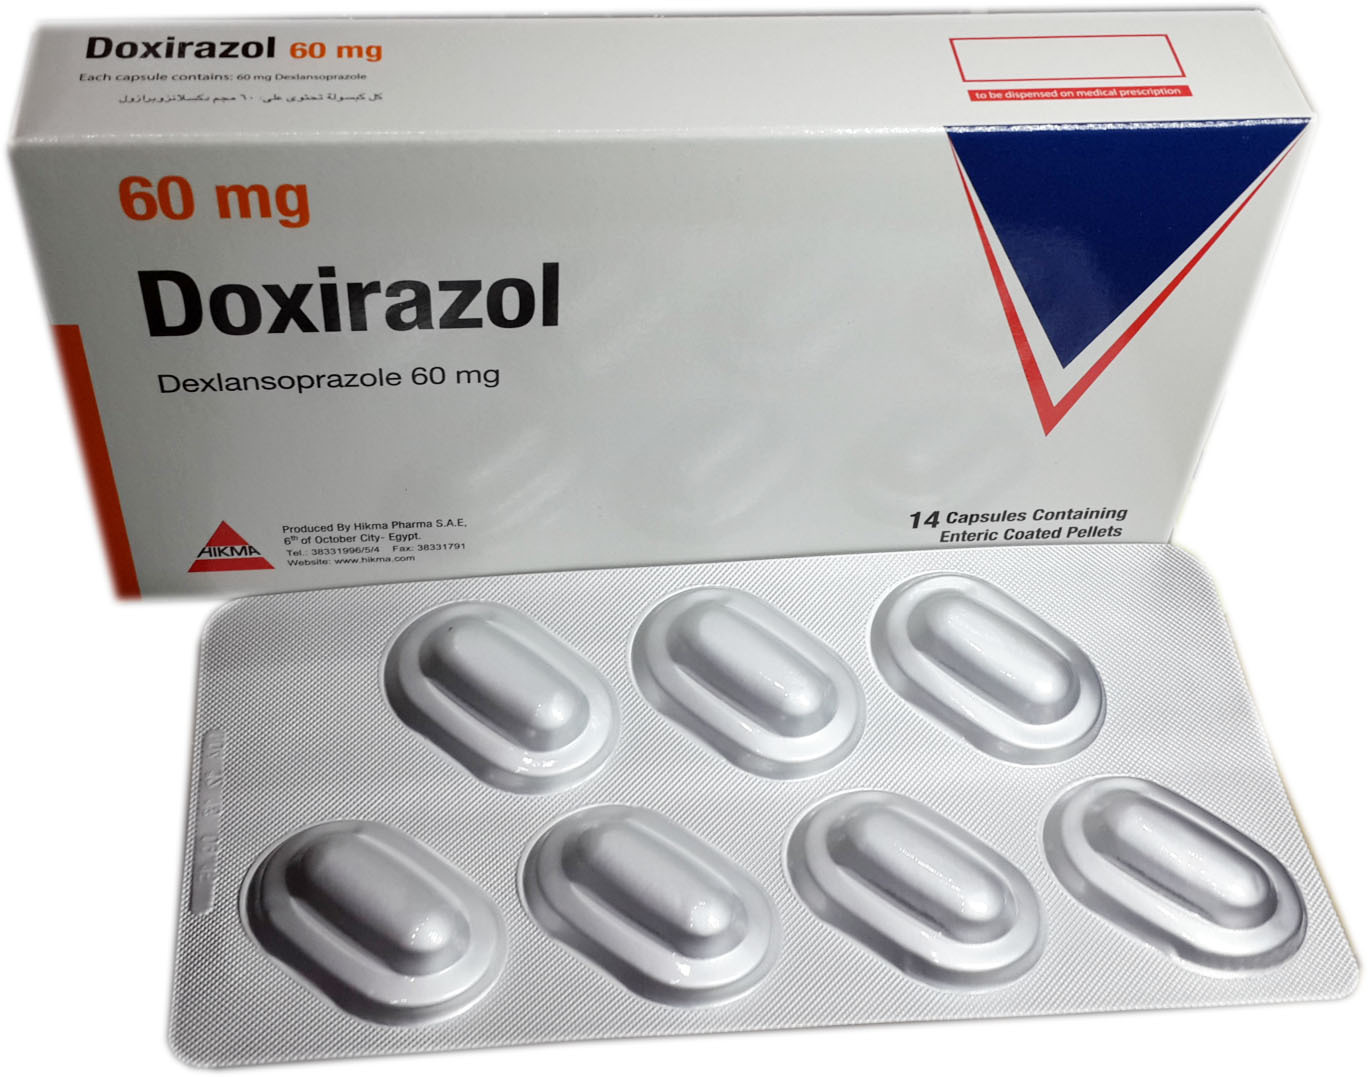 Doxirazol 60 mg
Each capsule contains: 60 mg Dexlansoprazole
كل كبسولة تحتوى على: ٦٠ مجم دكسلانزوبرازول
to be dispensed on medical prescription
60 mg
Doxirazol
Dexlansoprazole 60 mg
HIKMA
Produced By Hikma Pharma S.A.E,
6th of October City- Egypt.
Tel.: 38331996/5/4 Fax: 38331791
Website: www.hikma.com
14 Capsules Containing
Enteric Coated Pellets